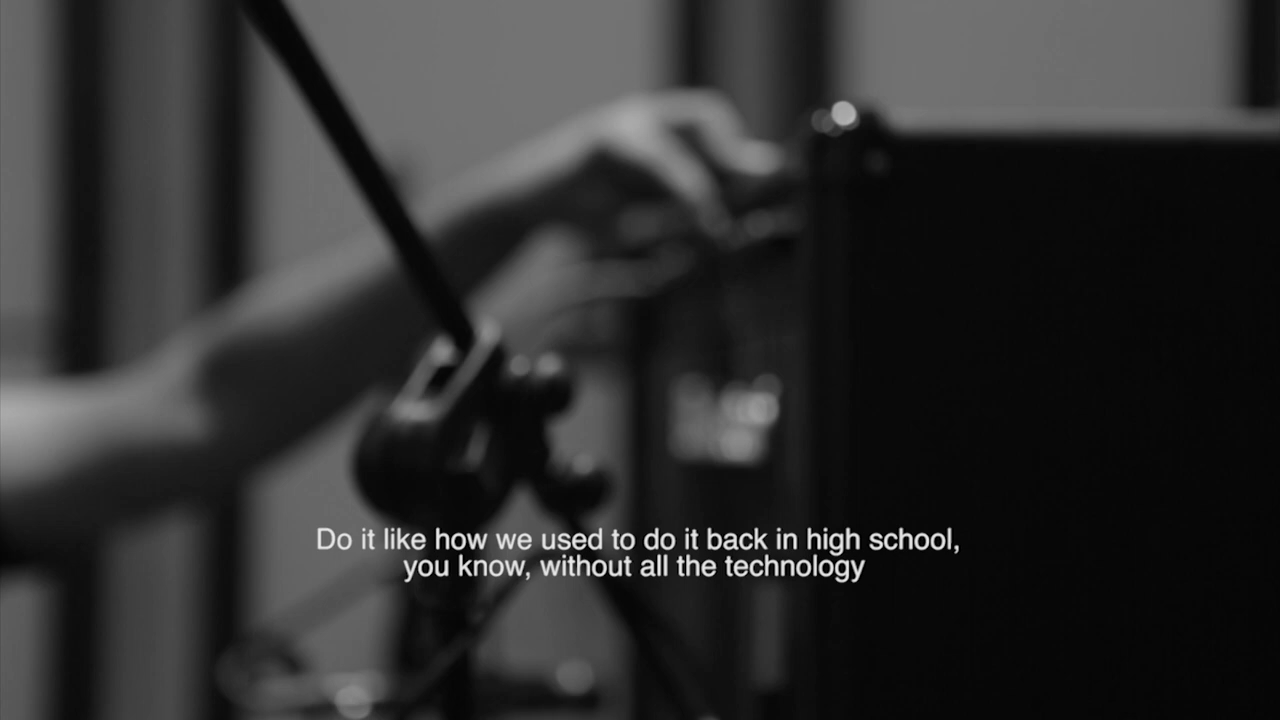 Do it like how we used to do it back in high school,
you know, without all the technology